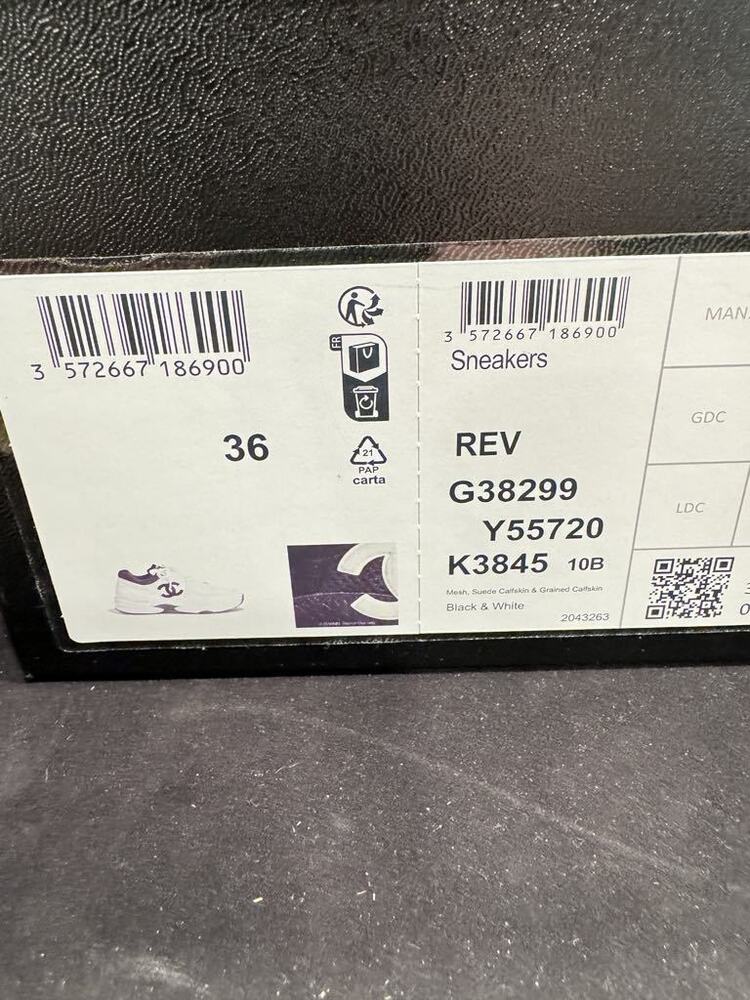 3 572667 186900
FR
36
21
PAP
carta
3 572667 186900
Sneakers
REV
G38299
Y55720
K3845 10B
Mesh, Suede Calfskin & Grained Calfskin
Black & White
2043263
MAN
GDC
LDC